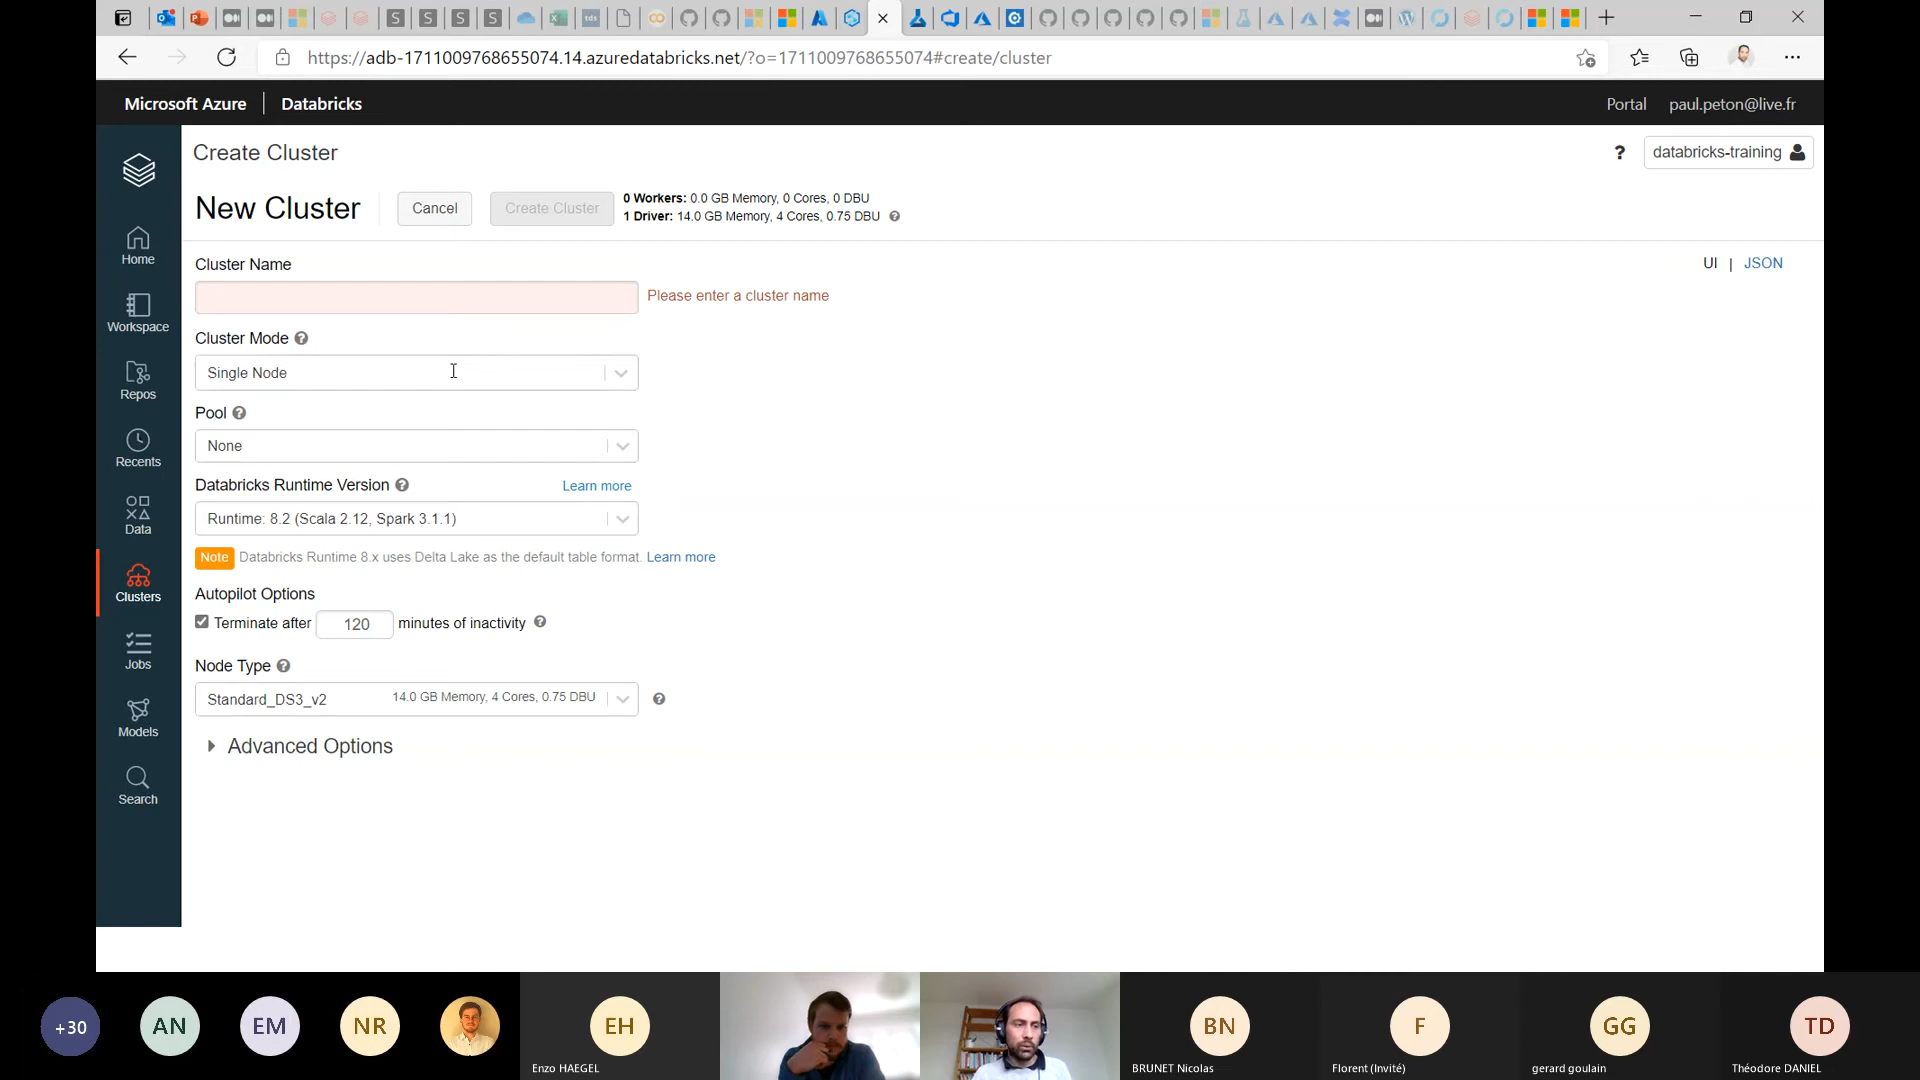 https://adb-1711009768655074.14.azuredatabricks.net/?o=1711009768655074#create/cluster
Microsoft Azure | Databricks
Portal paul.peton@live.fr
Create Cluster
? databricks-training
New Cluster
Cancel
Create Cluster
0 Workers: 0.0 GB Memory, 0 Cores, 0 DBU
1 Driver: 14.0 GB Memory, 4 Cores, 0.75 DBU
Home
Workspace
Repos
Recents
Data
Clusters
Jobs
Models
Search
Cluster Name
UI | JSON
Please enter a cluster name
Cluster Mode
Single Node
Pool
None
Databricks Runtime Version
Learn more
Runtime: 8.2 (Scala 2.12, Spark 3.1.1)
Note Databricks Runtime 8.x uses Delta Lake as the default table format. Learn more
Autopilot Options
Terminate after 120 minutes of inactivity
Node Type
Standard_DS3_v2 14.0 GB Memory, 4 Cores, 0.75 DBU
Advanced Options
+30
AN
EM
NR
EH
Enzo HAEGEL
BN
BRUNET Nicolas
F
Florent (Invité)
GG
gerard goulain
TD
Théodore DANIEL